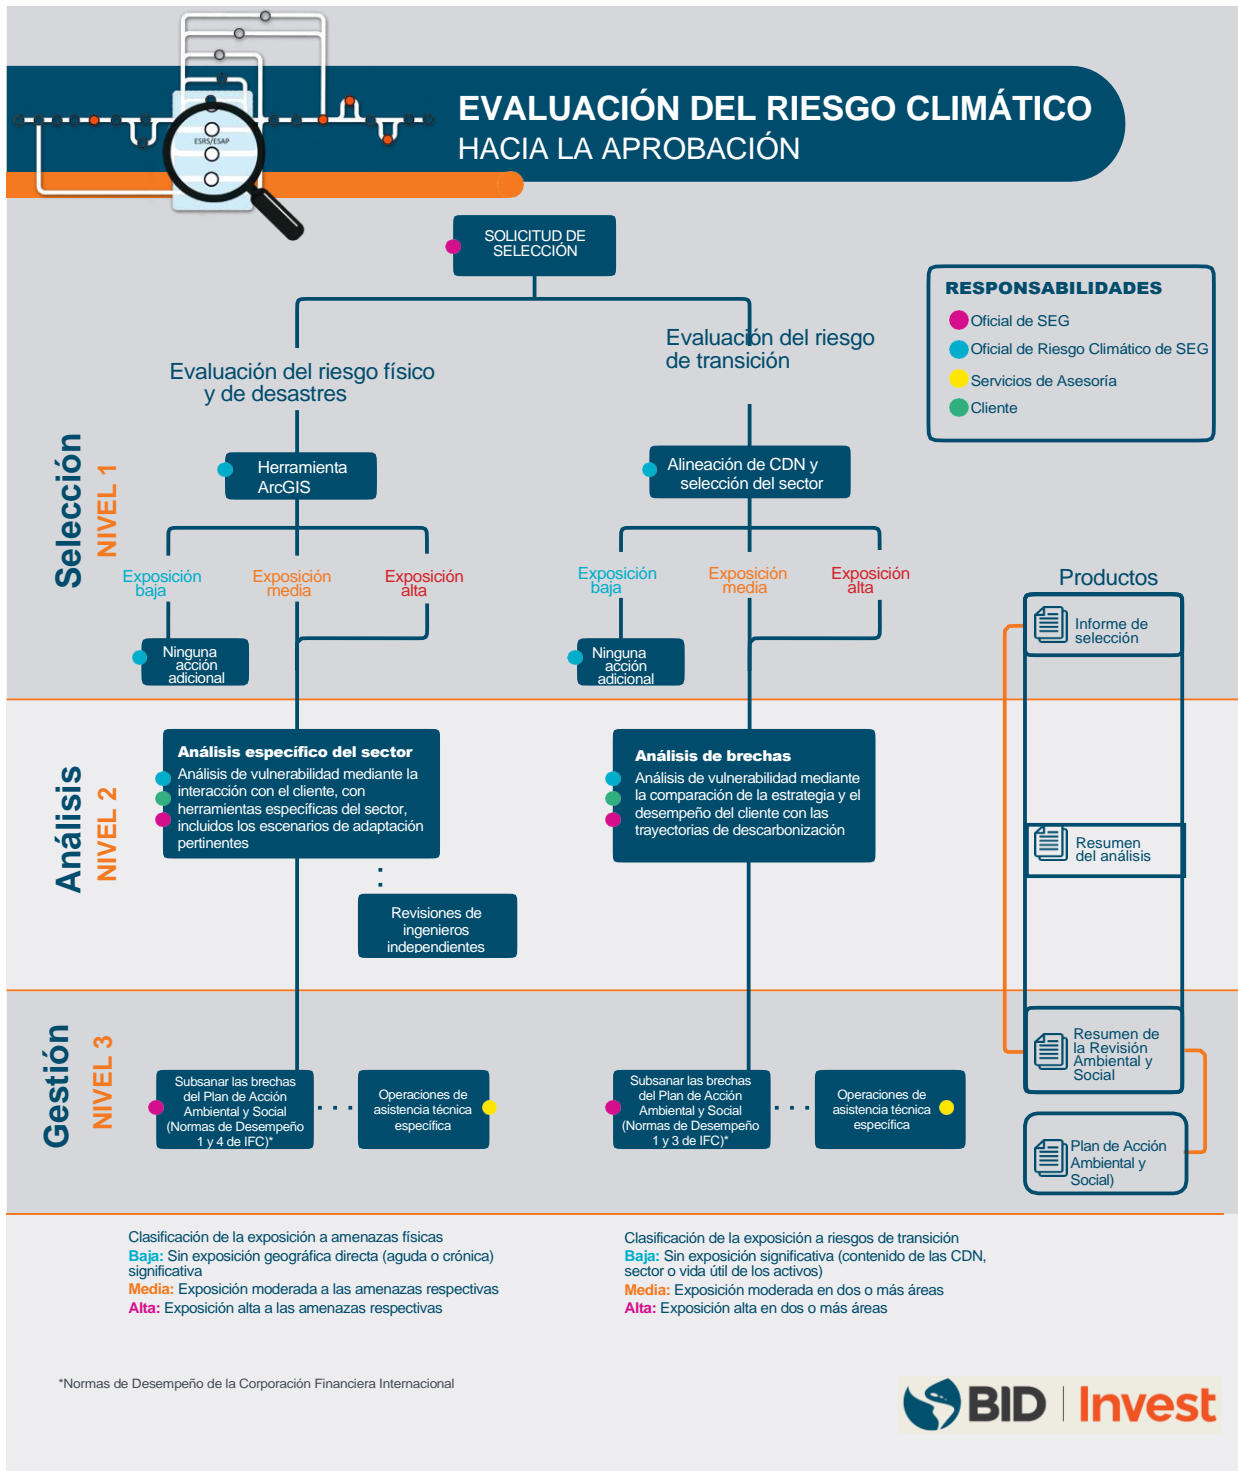 EVALUACIÓN DEL RIESGO CLIMÁTICO
HACIA LA APROBACIÓN
ESRS/ESAP
SOLICITUD DE
SELECCIÓN
RESPONSABILIDADES
Oficial de SEG
Oficial de Riesgo Climático de SEG
Servicios de Asesoría
Cliente
Evaluación del riesgo físico
y de desastres
Evaluación del riesgo
de transición
Selección
NIVEL 1
Herramienta
ArcGIS
Alineación de CDN y
selección del sector
Exposición
baja
Exposición
media
Exposición
alta
Exposición
baja
Exposición
media
Exposición
alta
Ninguna
acción
adicional
Ninguna
acción
adicional
Productos
Informe de
selección
Análisis
NIVEL 2
Análisis específico del sector
Análisis de vulnerabilidad mediante la
interacción con el cliente, con
herramientas específicas del sector,
incluidos los escenarios de adaptación
pertinentes
Análisis de brechas
Análisis de vulnerabilidad mediante
la comparación de la estrategia y el
desempeño del cliente con las
trayectorias de descarbonización
Resumen
del análisis
Revisiones de
ingenieros
independientes
Gestión
NIVEL 3
Subsanar las brechas
del Plan de Acción
Ambiental y Social
(Normas de Desempeño
1 y 4 de IFC)*
Operaciones de
asistencia técnica
específica
Subsanar las brechas
del Plan de Acción
Ambiental y Social
(Normas de Desempeño
1 y 3 de IFC)*
Operaciones de
asistencia técnica
específica
Resumen de
la Revisión
Ambiental y
Social
Plan de Acción
Ambiental y
Social)
Clasificación de la exposición a amenazas físicas
Baja: Sin exposición geográfica directa (aguda o crónica)
significativa
Media: Exposición moderada a las amenazas respectivas
Alta: Exposición alta a las amenazas respectivas
Clasificación de la exposición a riesgos de transición
Baja: Sin exposición significativa (contenido de las CDN,
sector o vida útil de los activos)
Media: Exposición moderada en dos o más áreas
Alta: Exposición alta en dos o más áreas
*Normas de Desempeño de la Corporación Financiera Internacional
BID | Invest